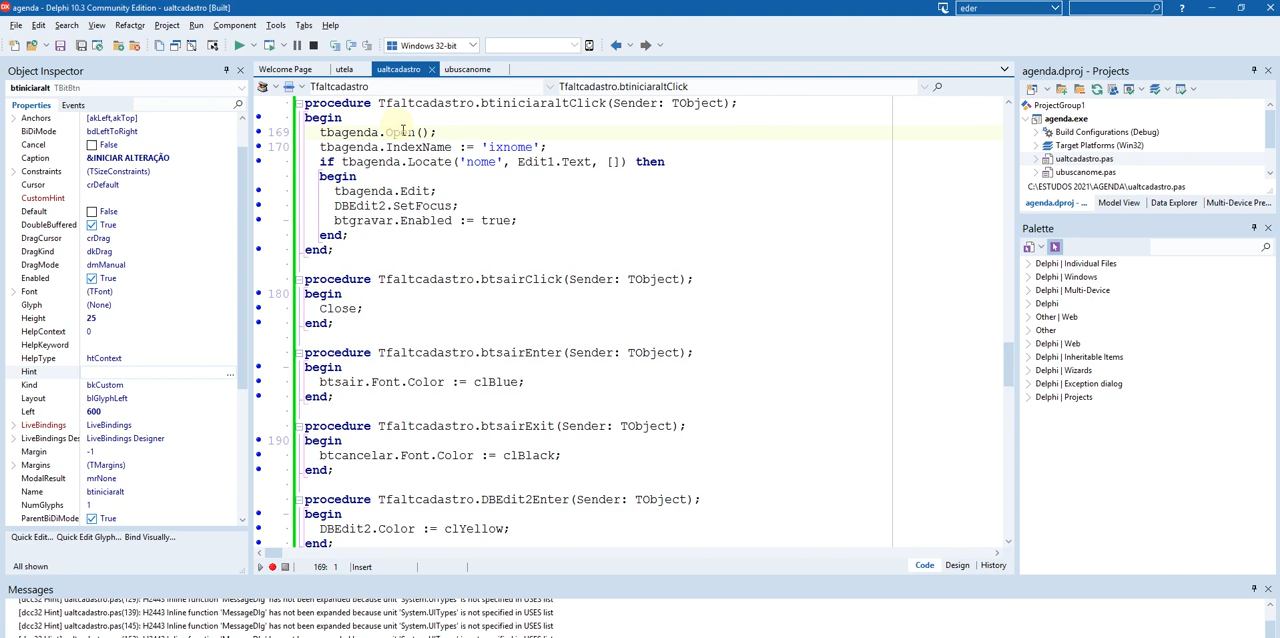 agenda - Delphi 10.3 Community Edition - ualtcadastro [Built]
eder
File Edit Search View Refactor Project Run Component Tools Tabs Help
Windows 32-bit
Object Inspector
btiniciaralt TBitBtn
Properties Events
Anchors [akLeft,akTop]
BiDiMode bdLeftToRight
Cancel False
Caption &INICIAR ALTERAÇÃO
Constraints (TSizeConstraints)
Cursor crDefault
CustomHint
Default False
DoubleBuffered True
DragCursor crDrag
DragKind dkDrag
DragMode dmManual
Enabled True
Font (TFont)
Glyph (None)
Height 25
HelpContext 0
HelpKeyword
HelpType htContext
Hint ...
Kind bkCustom
Layout blGlyphLeft
Left 600
LiveBindings LiveBindings
LiveBindings Des LiveBindings Designer
Margin -1
Margins (TMargins)
ModalResult mrNone
Name btiniciaralt
NumGlyphs 1
ParentBiDiMode True
Quick Edit... Quick Edit Glyph... Bind Visually...
All shown
Welcome Page utela ualtcadastro ubuscanome
Tfaltcadastro Tfaltcadastro.btiniciaraltClick
procedure Tfaltcadastro.btiniciaraltClick(Sender: TObject);
begin
169 tbagenda.Open();
170 tbagenda.IndexName := 'ixnome';
if tbagenda.Locate('nome', Edit1.Text, []) then
begin
tbagenda.Edit;
DBEdit2.SetFocus;
btgravar.Enabled := true;
end;
end;
procedure Tfaltcadastro.btsairClick(Sender: TObject);
180 begin
Close;
end;
procedure Tfaltcadastro.btsairEnter(Sender: TObject);
begin
btsair.Font.Color := clBlue;
end;
procedure Tfaltcadastro.btsairExit(Sender: TObject);
190 begin
btcancelar.Font.Color := clBlack;
end;
procedure Tfaltcadastro.DBEdit2Enter(Sender: TObject);
begin
DBEdit2.Color := clYellow;
end;
169: 1 Insert
Code Design History
agenda.dproj - Projects
ProjectGroup1
agenda.exe
Build Configurations (Debug)
Target Platforms (Win32)
ualtcadastro.pas
ubuscanome.pas
C:\ESTUDOS 2021\AGENDA\ualtcadastro.pas
agenda.dproj - ... Model View Data Explorer Multi-Device Pre...
Palette
Delphi | Individual Files
Delphi | Windows
Delphi | Multi-Device
Delphi
Other | Web
Other
Delphi | Web
Delphi | Inheritable Items
Delphi | Wizards
Delphi | Exception dialog
Delphi | Projects
Messages
[dcc32 Hint] ualtcadastro.pas(129): H2443 Inline function 'MessageDlg' has not been expanded because unit 'System.UITypes' is not specified in USES list
[dcc32 Hint] ualtcadastro.pas(139): H2443 Inline function 'MessageDlg' has not been expanded because unit 'System.UITypes' is not specified in USES list